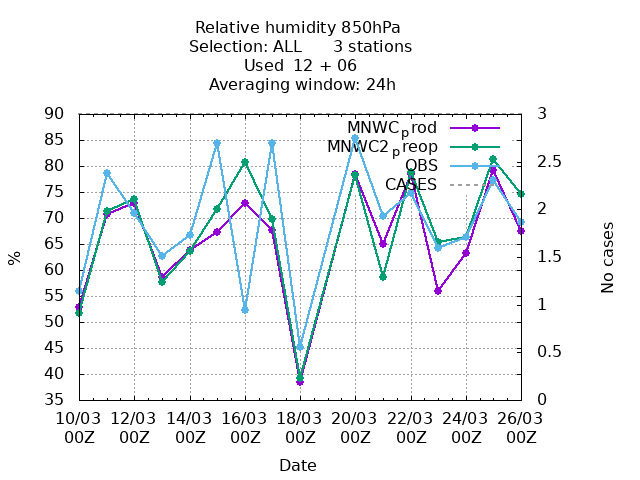 Relative humidity 850hPa
Selection: ALL 3 stations
Used 12 + 06
Averaging window: 24h
90 3
MNWCprod
85
MNWC2preop
80 2.5
OBS
75
CASES
70 2
65
60 1.5
55
50 1
45
40 0.5
35 0
%
No cases
10/03 12/03 14/03 16/03 18/03 20/03 22/03 24/03 26/03
00Z 00Z 00Z 00Z 00Z 00Z 00Z 00Z 00Z
Date